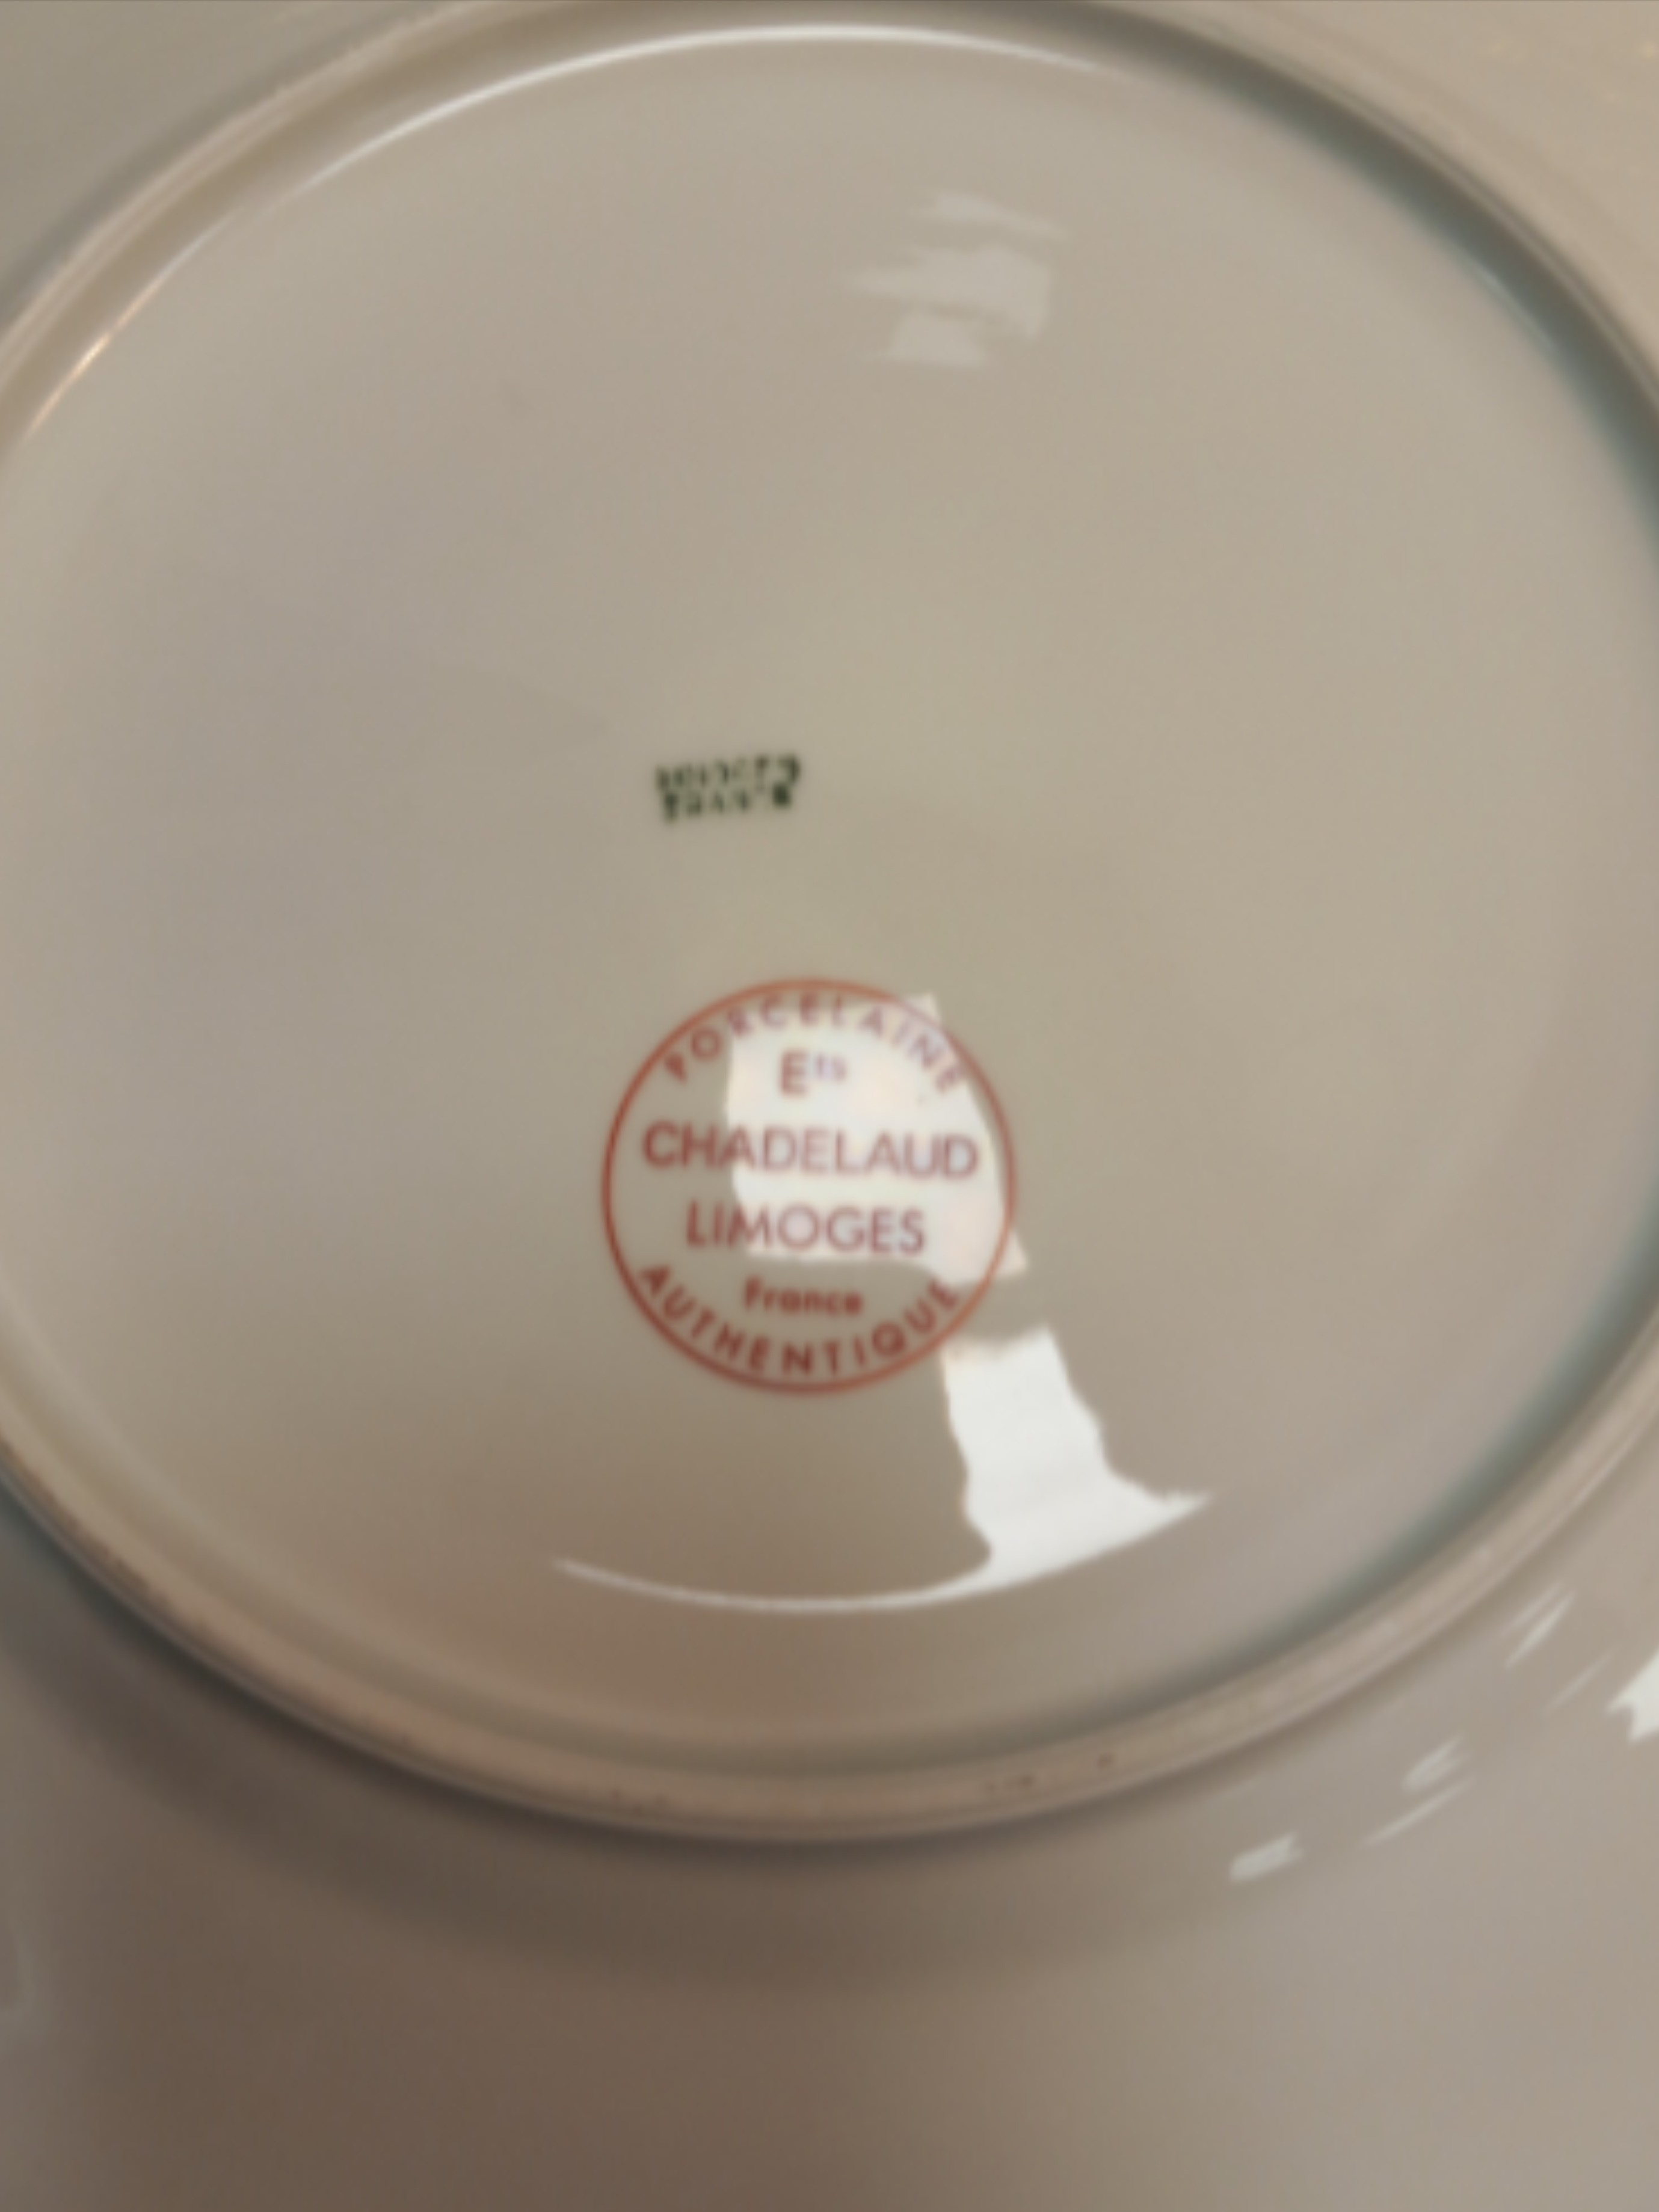 PORCELAINE
Ets
CHADELAUD
LIMOGES
France
AUTHENTIQUE